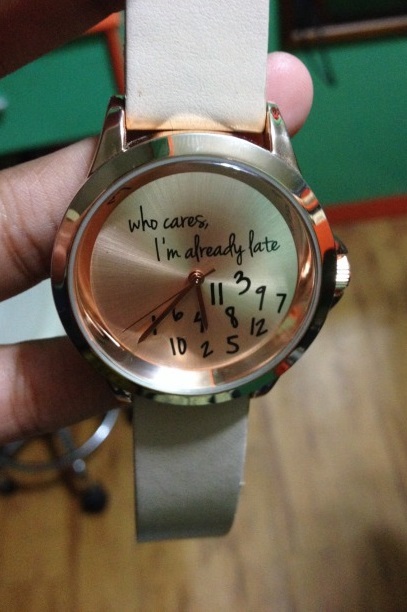 who cares,
I'm already late
11 3 9 7
1 6 4 8 12
10 2 5